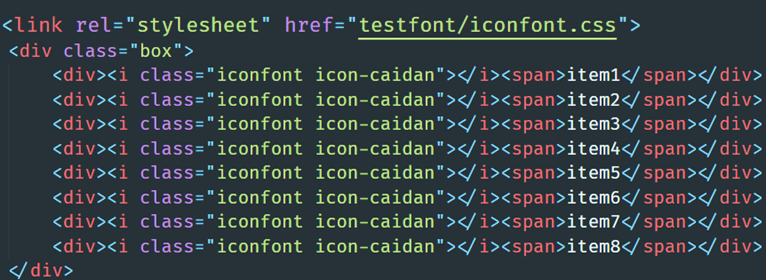 <link rel="stylesheet" href="testfont/iconfont.css">
<div class="box">
<div><i class="iconfont icon-caidan"></i><span>item1</span></div>
<div><i class="iconfont icon-caidan"></i><span>item2</span></div>
<div><i class="iconfont icon-caidan"></i><span>item3</span></div>
<div><i class="iconfont icon-caidan"></i><span>item4</span></div>
<div><i class="iconfont icon-caidan"></i><span>item5</span></div>
<div><i class="iconfont icon-caidan"></i><span>item6</span></div>
<div><i class="iconfont icon-caidan"></i><span>item7</span></div>
<div><i class="iconfont icon-caidan"></i><span>item8</span></div>
</div>